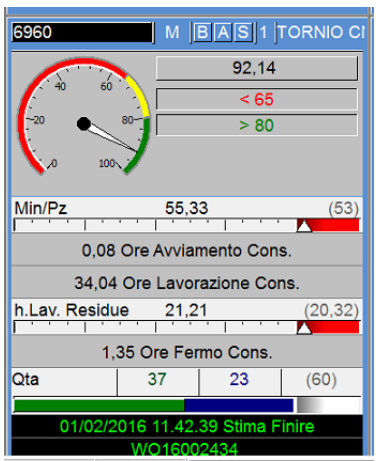 6960 M B A S 1 TORNIO CI
92,14
< 65
> 80
0 20 40 60 80 100
Min/Pz 55,33 (53)
0,08 Ore Avviamento Cons.
34,04 Ore Lavorazione Cons.
h.Lav. Residue 21,21 (20,32)
1,35 Ore Fermo Cons.
Qta 37 23 (60)
01/02/2016 11.42.39 Stima Finire
WO16002434